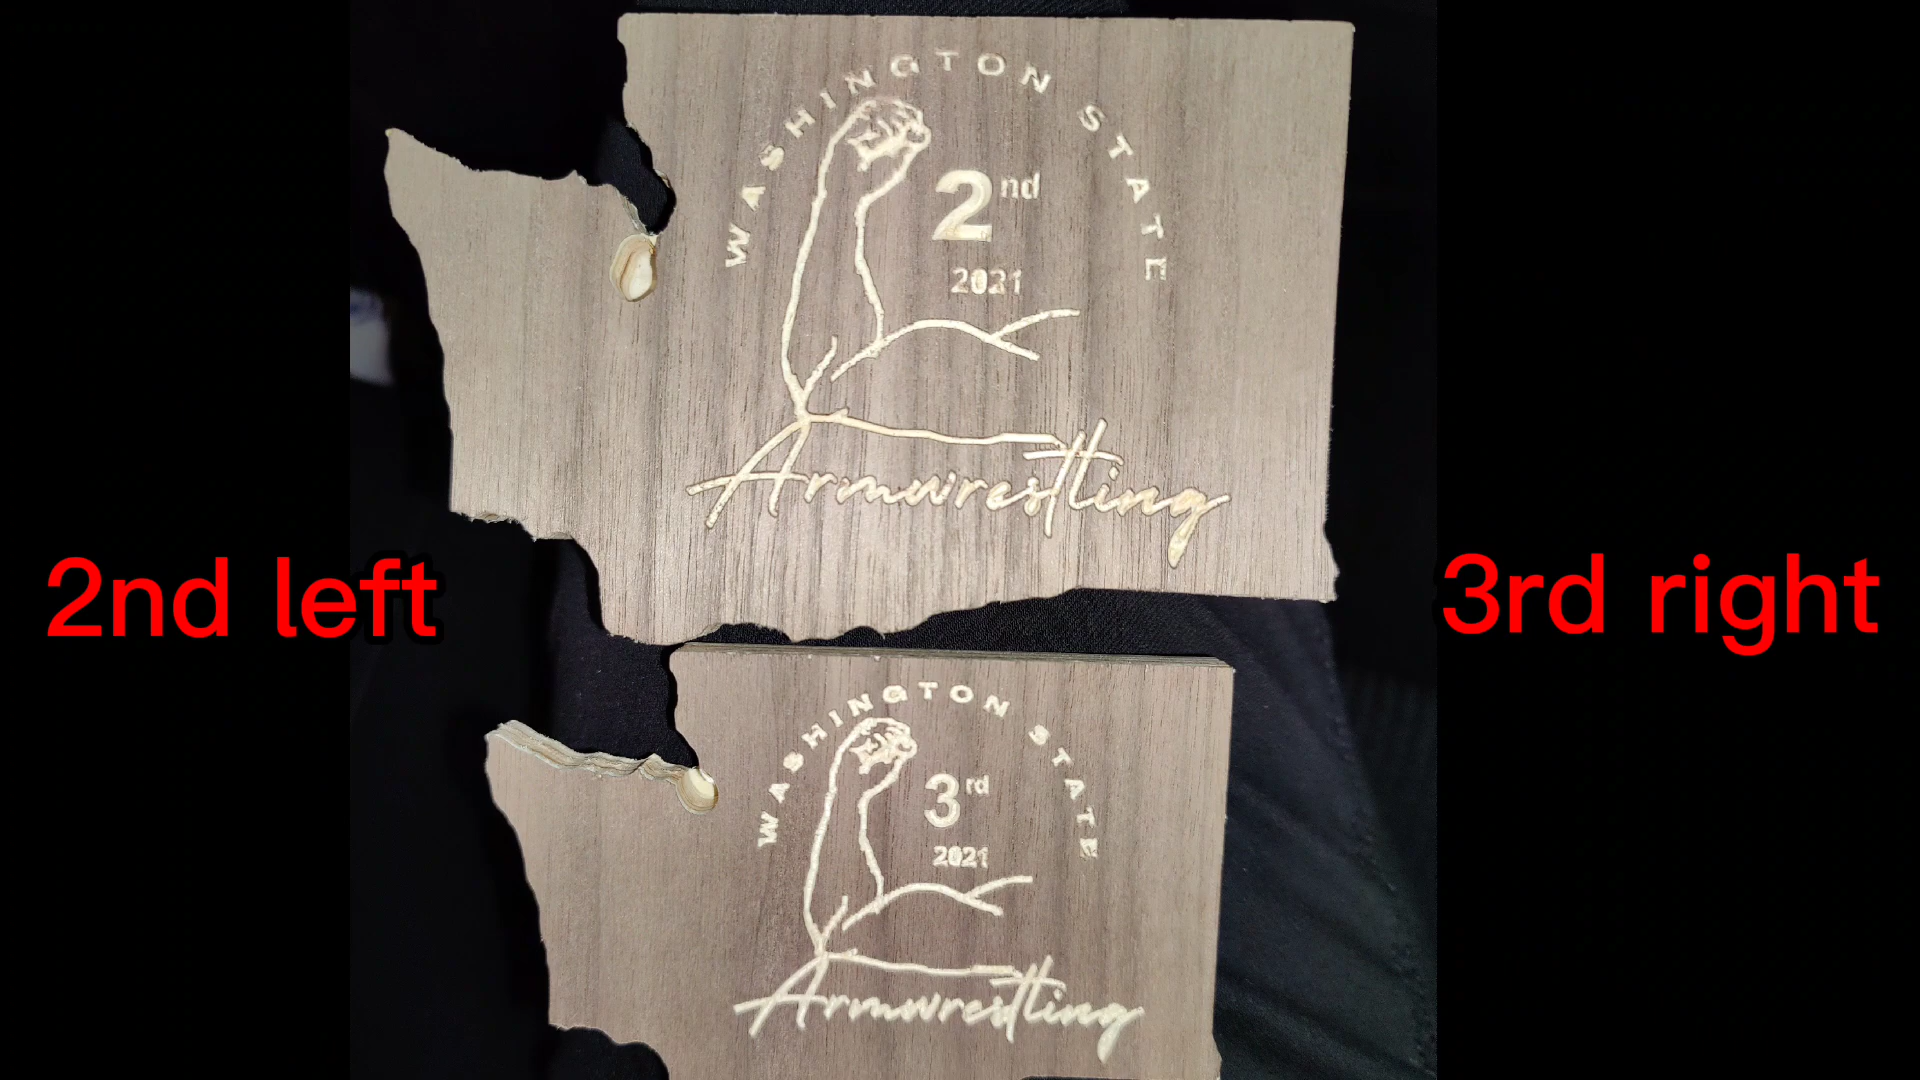 WASHINGTON STATE
2nd
2021
Armwrestling
2nd left
3rd right
WASHINGTON STATE
3rd
2021
Armwrestling